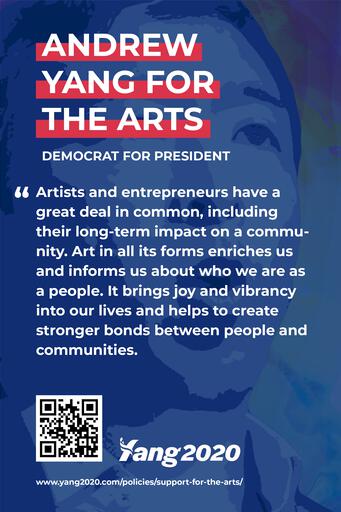 ANDREW
YANG FOR
THE ARTS
DEMOCRAT FOR PRESIDENT
“ Artists and entrepreneurs have a
great deal in common, including
their long-term impact on a commu-
nity. Art in all its forms enriches us
and informs us about who we are as
a people. It brings joy and vibrancy
into our lives and helps to create
stronger bonds between people and
communities.
Yang2020
www.yang2020.com/policies/support-for-the-arts/